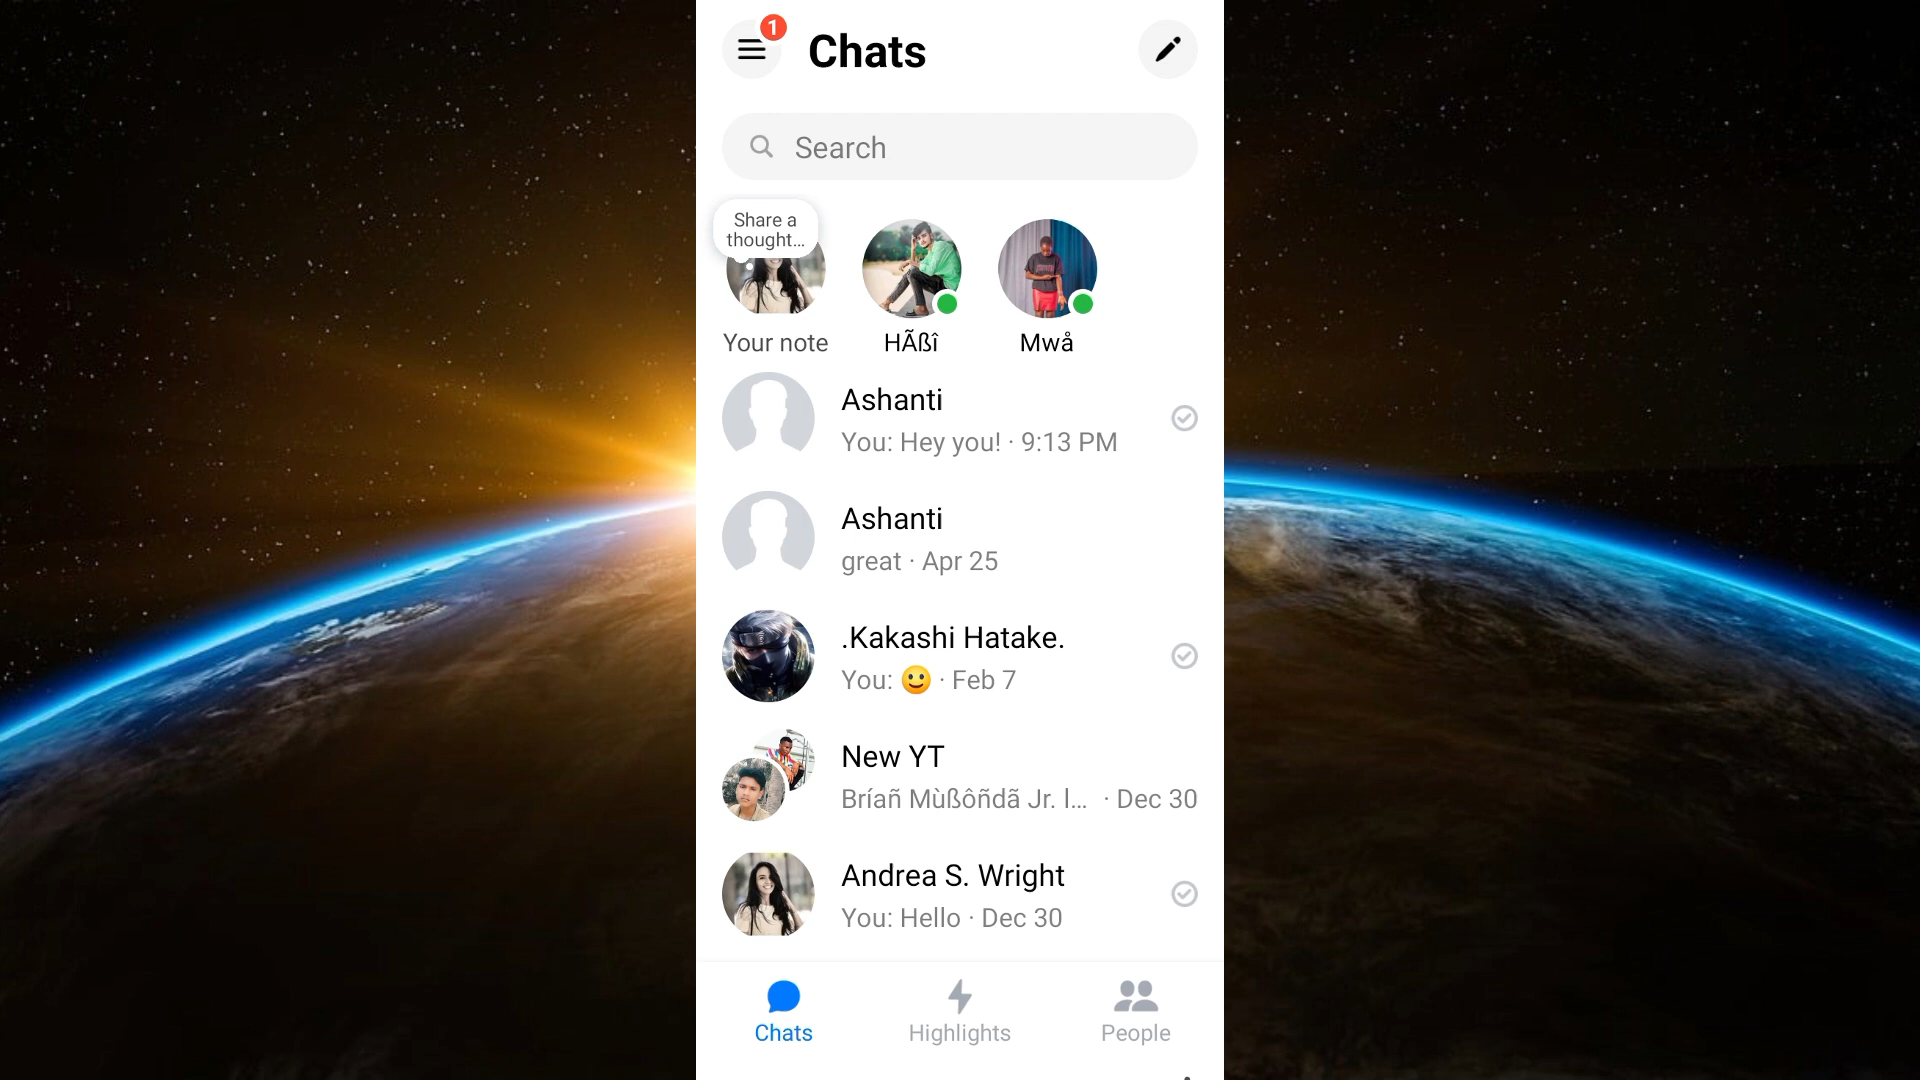 1
Chats
Search
Share a
thought...
Your note
HÃßî
Mwå
Ashanti
You: Hey you! · 9:13 PM
Ashanti
great · Apr 25
.Kakashi Hatake.
You: 🙂 · Feb 7
New YT
Bríañ Mùßôñdã Jr. l... · Dec 30
Andrea S. Wright
You: Hello · Dec 30
Chats
Highlights
People